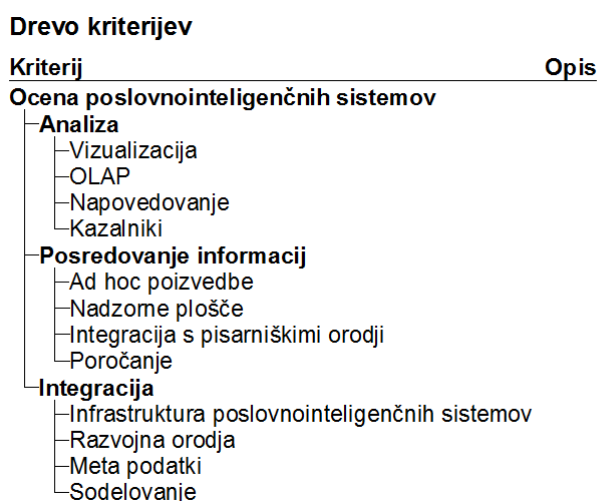 Drevo kriterijev
Kriterij Opis
Ocena poslovnointeligenčnih sistemov
Analiza
Vizualizacija
OLAP
Napovedovanje
Kazalniki
Posredovanje informacij
Ad hoc poizvedbe
Nadzorne plošče
Integracija s pisarniškimi orodji
Poročanje
Integracija
Infrastruktura poslovnointeligenčnih sistemov
Razvojna orodja
Meta podatki
Sodelovanje